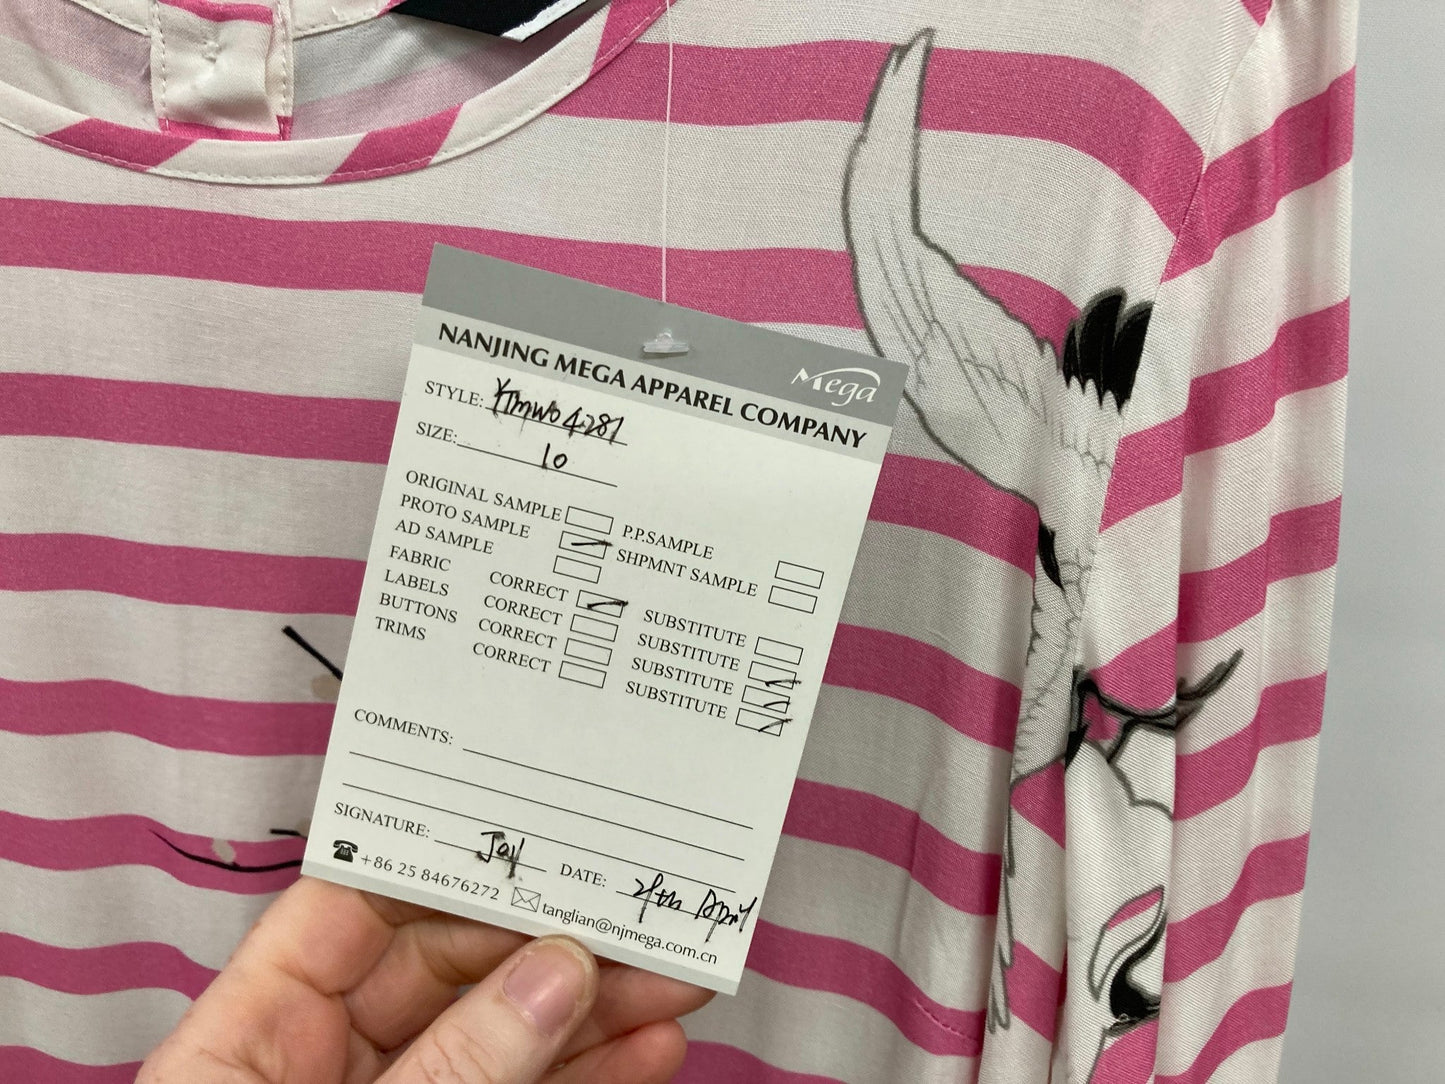 Mega
NANJING MEGA APPAREL COMPANY
STYLE: YTMW04281
SIZE: 10
ORIGINAL SAMPLE P.P.SAMPLE
PROTO SAMPLE SHPMNT SAMPLE
AD SAMPLE
FABRIC CORRECT SUBSTITUTE
LABELS CORRECT SUBSTITUTE
BUTTONS CORRECT SUBSTITUTE
TRIMS CORRECT SUBSTITUTE
COMMENTS:
SIGNATURE: Jay DATE: April
+86 25 84676272 tanglian@njmega.com.cn